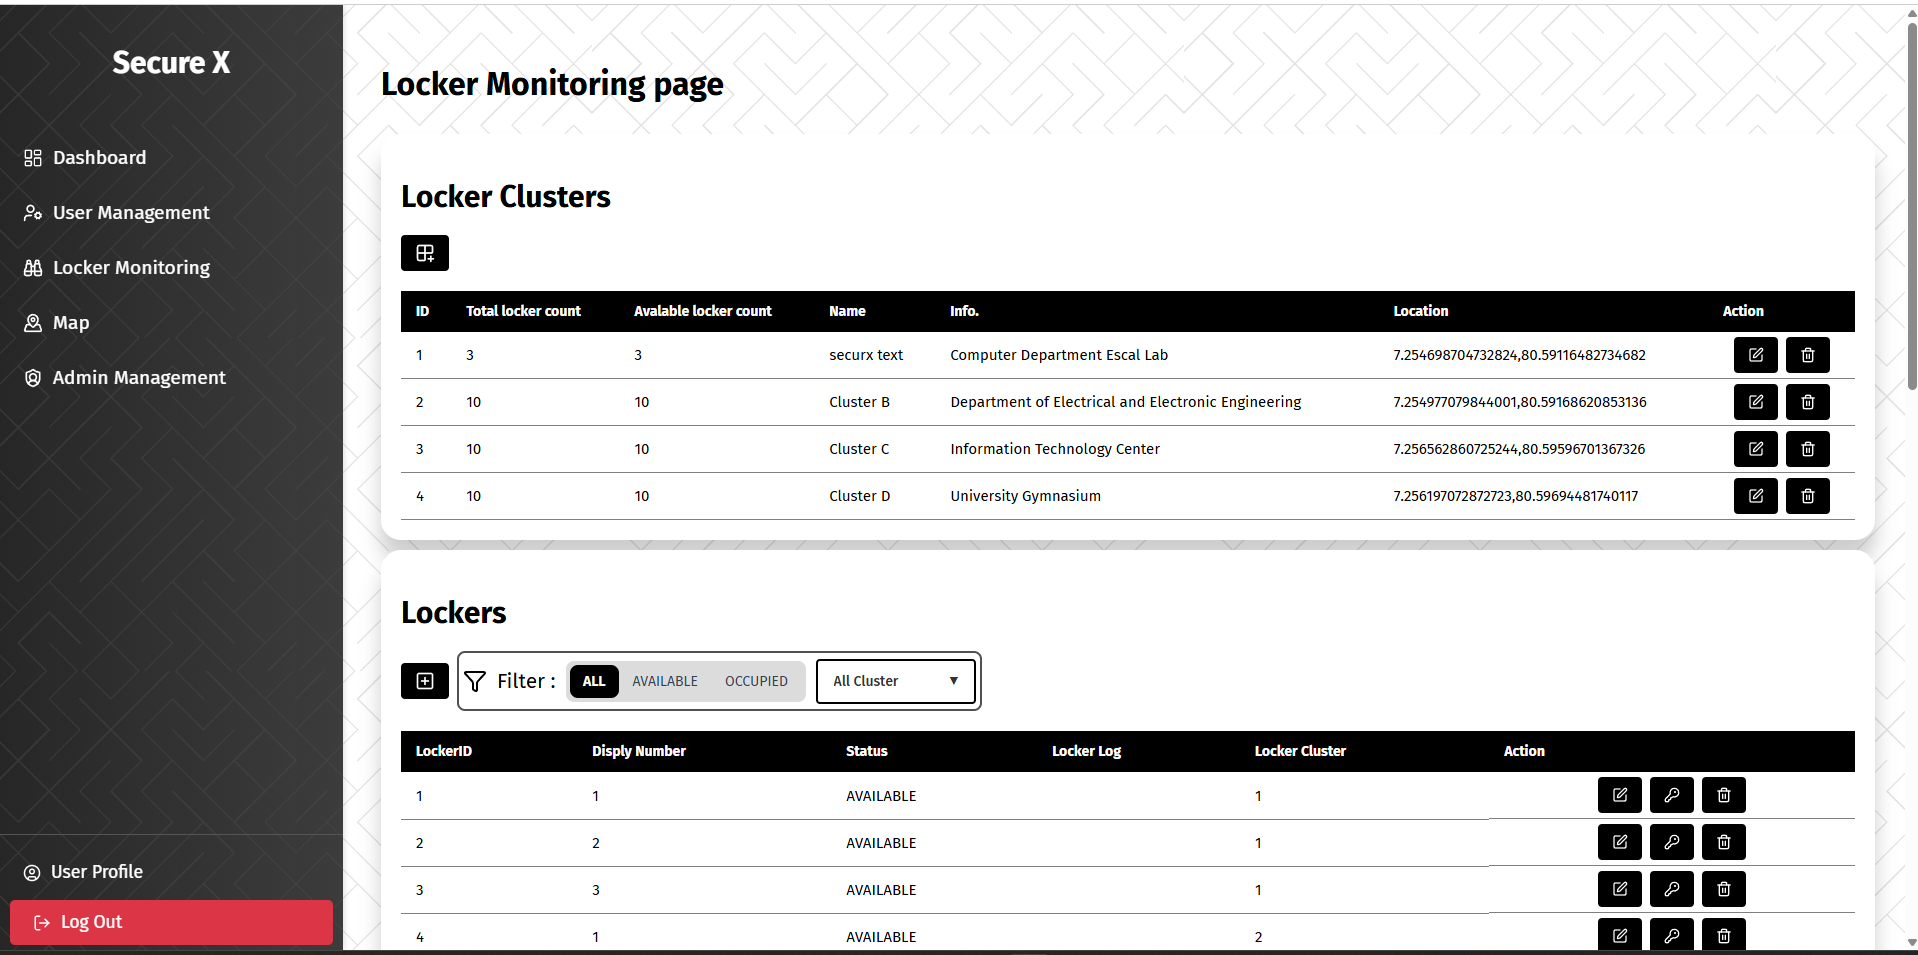 Secure X
Dashboard
User Management
Locker Monitoring
Map
Admin Management
User Profile
Log Out
Locker Monitoring page
Locker Clusters
ID Total locker count Avalable locker count Name Info. Location Action
1 3 3 securx text Computer Department Escal Lab 7.254698704732824,80.59116482734682
2 10 10 Cluster B Department of Electrical and Electronic Engineering 7.254977079844001,80.59168620853136
3 10 10 Cluster C Information Technology Center 7.256562860725244,80.59596701367326
4 10 10 Cluster D University Gymnasium 7.256197072872723,80.59694481740117
Lockers
Filter : ALL AVAILABLE OCCUPIED All Cluster
LockerID Disply Number Status Locker Log Locker Cluster Action
1 1 AVAILABLE 1
2 2 AVAILABLE 1
3 3 AVAILABLE 1
4 1 AVAILABLE 2